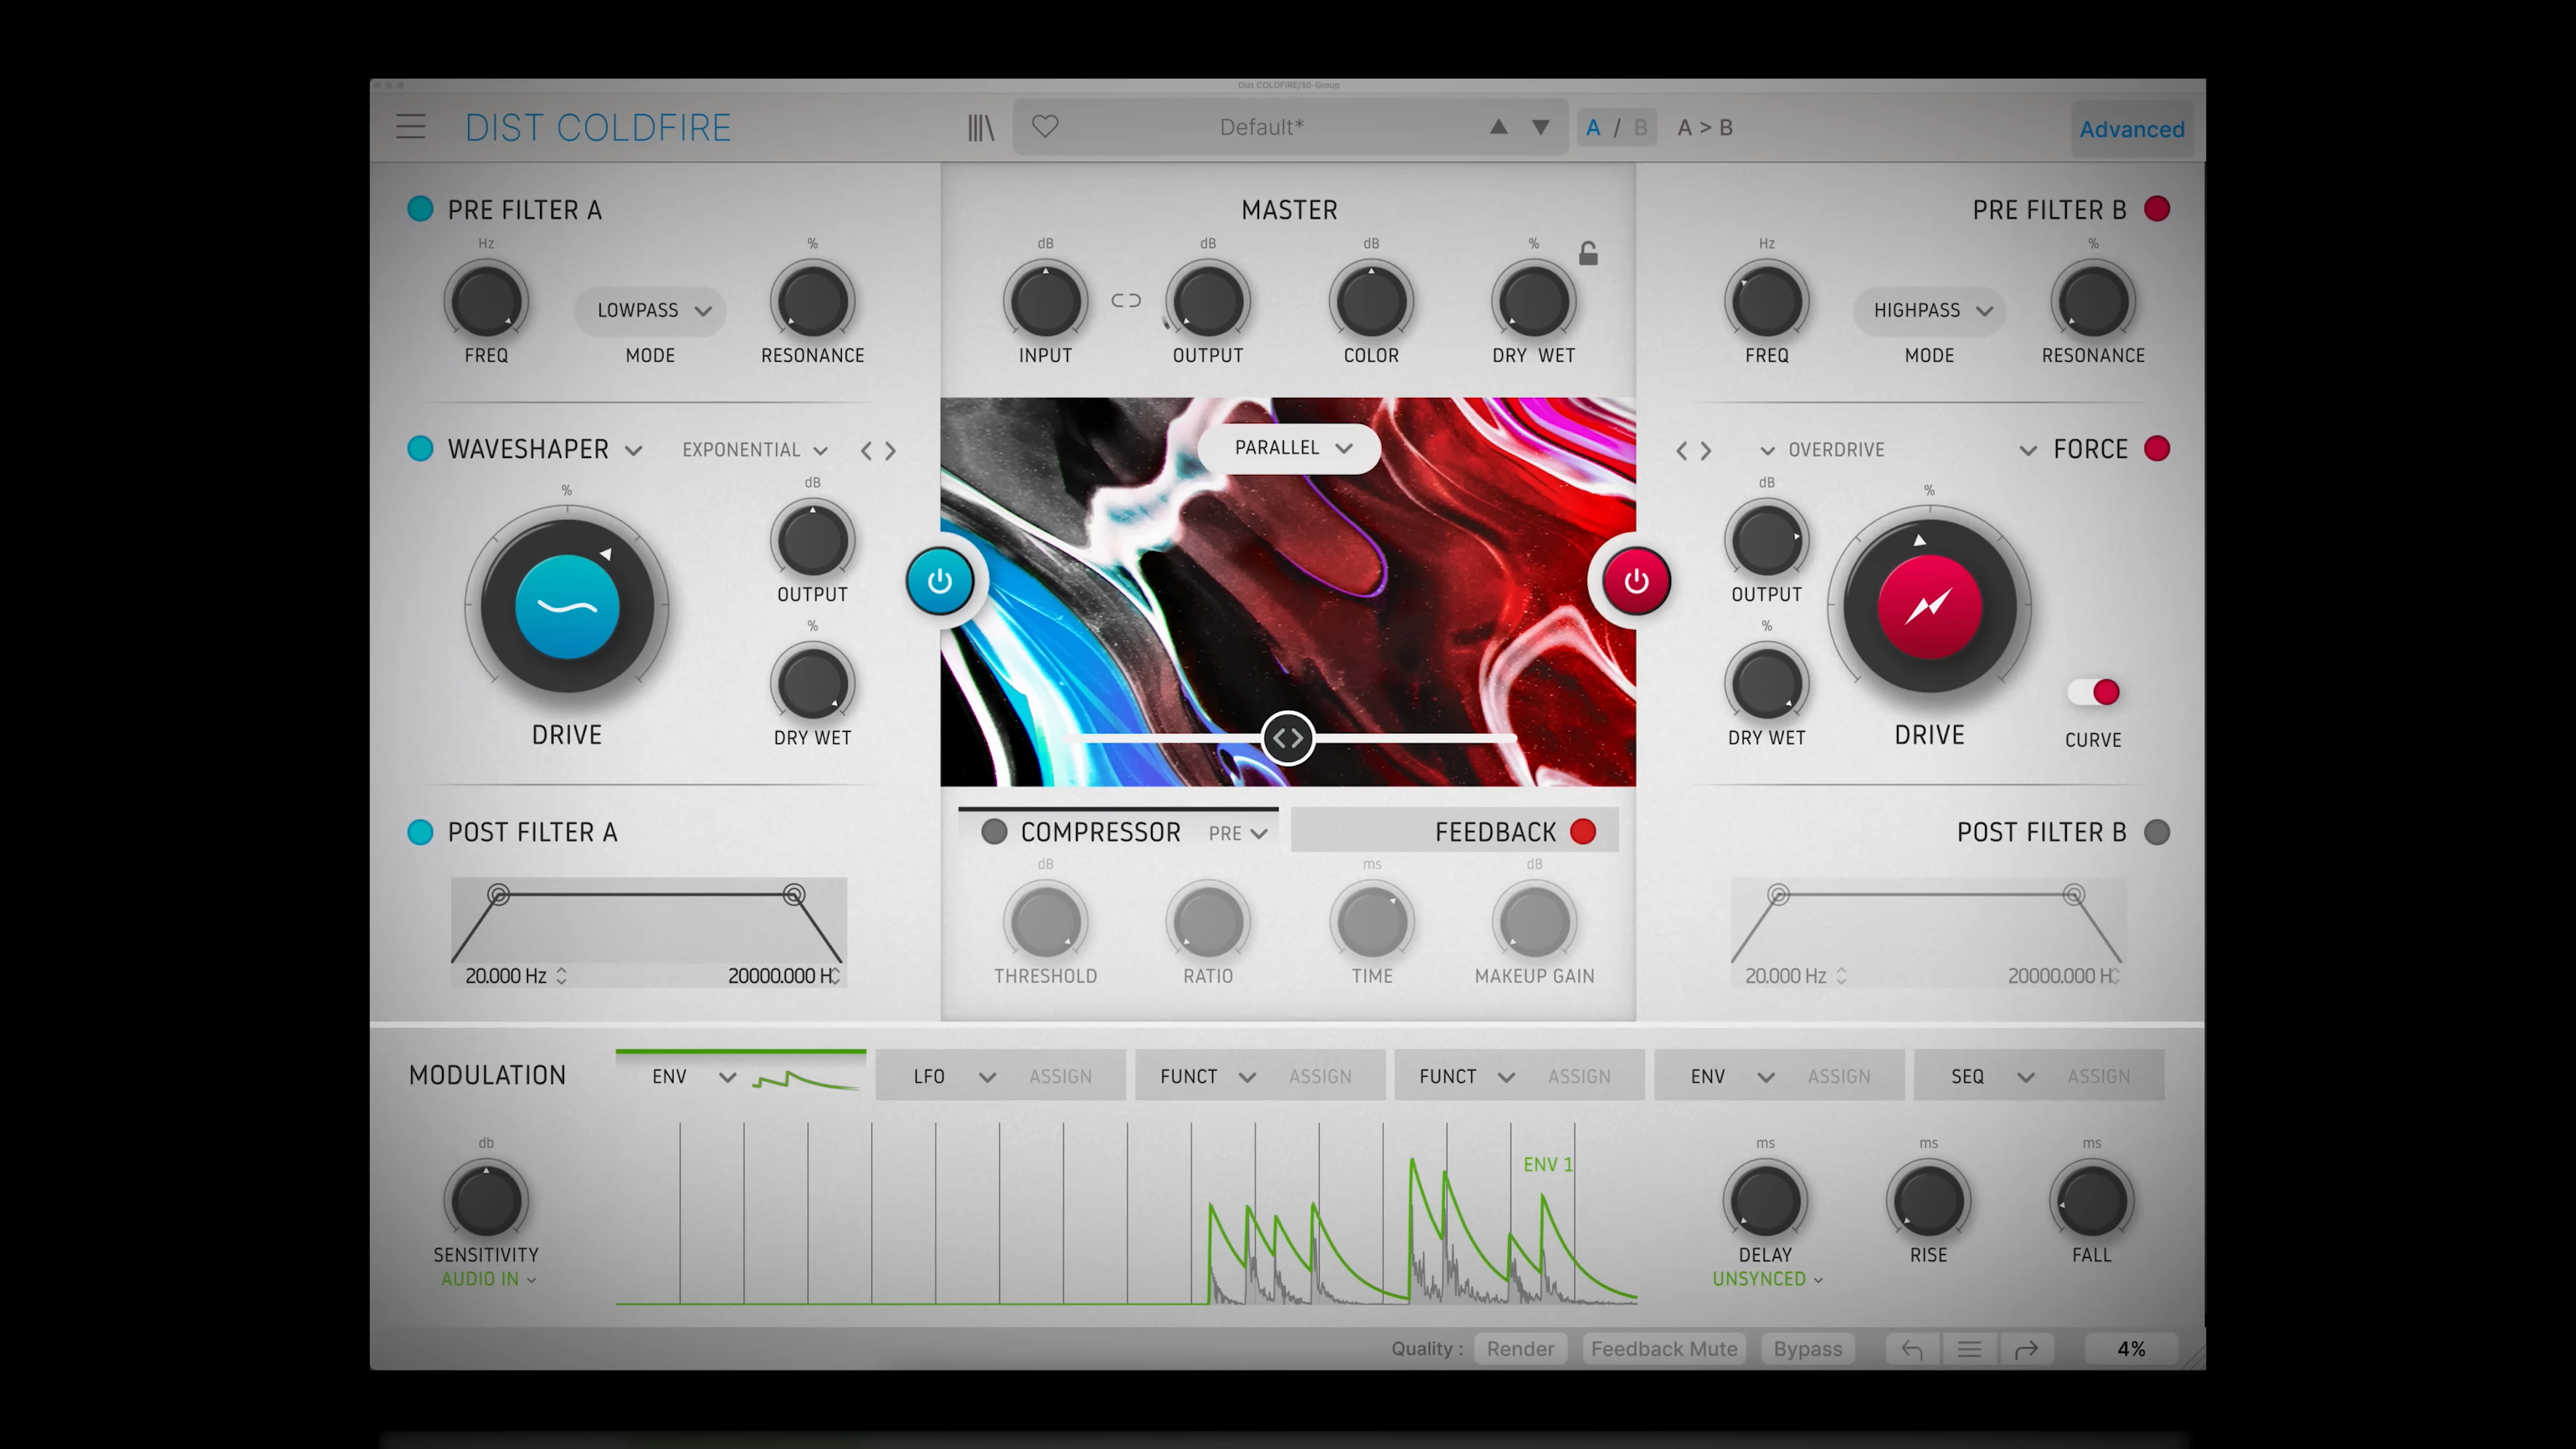 Dist COLDFIRE/30-Group
DIST COLDFIRE
Default*
A / B
A > B
Advanced
PRE FILTER A
Hz
%
FREQ
LOWPASS
MODE
RESONANCE
MASTER
dB
dB
dB
%
INPUT
OUTPUT
COLOR
DRY WET
PRE FILTER B
Hz
%
FREQ
HIGHPASS
MODE
RESONANCE
WAVESHAPER
EXPONENTIAL
%
dB
OUTPUT
%
DRY WET
DRIVE
PARALLEL
OVERDRIVE
FORCE
dB
%
OUTPUT
%
DRY WET
DRIVE
CURVE
POST FILTER A
20.000 Hz
20000.000 H
COMPRESSOR
PRE
FEEDBACK
dB
ms
dB
THRESHOLD
RATIO
TIME
MAKEUP GAIN
POST FILTER B
20.000 Hz
20000.000 H
MODULATION
ENV
LFO
ASSIGN
FUNCT
ASSIGN
FUNCT
ASSIGN
ENV
ASSIGN
SEQ
ASSIGN
db
SENSITIVITY
AUDIO IN
ENV 1
ms
ms
ms
DELAY
UNSYNCED
RISE
FALL
Quality :
Render
Feedback Mute
Bypass
4%